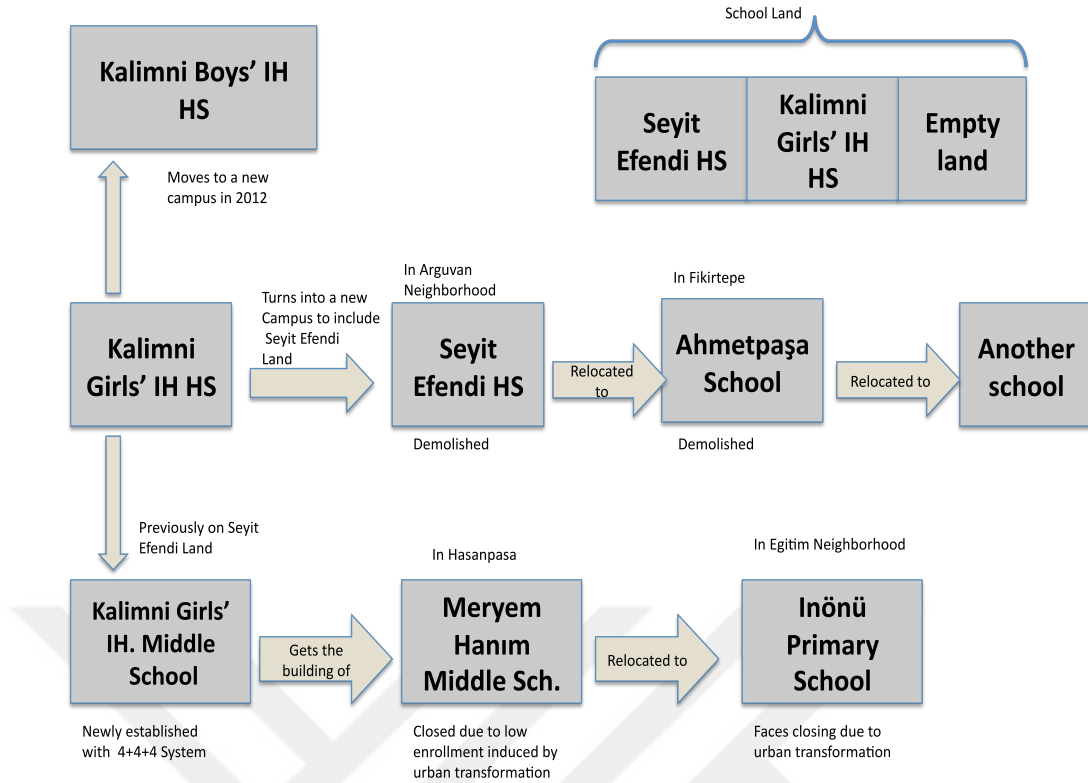 School Land
Kalimni Boys’ IH
HS
Seyit
Efendi HS
Kalimni
Girls’ IH
HS
Empty
land
Moves to a new
campus in 2012
In Arguvan
Neighborhood
In Fikirtepe
Turns into a new
Campus to include
Seyit Efendi
Land
Kalimni
Girls’ IH HS
Seyit
Efendi HS
Relocated
to
Ahmetpaşa
School
Relocated to
Another
school
Demolished
Demolished
Previously on Seyit
Efendi Land
In Hasanpasa
In Egitim Neighborhood
Kalimni Girls’
IH. Middle
School
Gets the
building of
Meryem
Hanım
Middle Sch.
Relocated to
Inönü
Primary
School
Newly established
with 4+4+4 System
Closed due to low
enrollment induced by
urban transformation
Faces closing due to
urban transformation